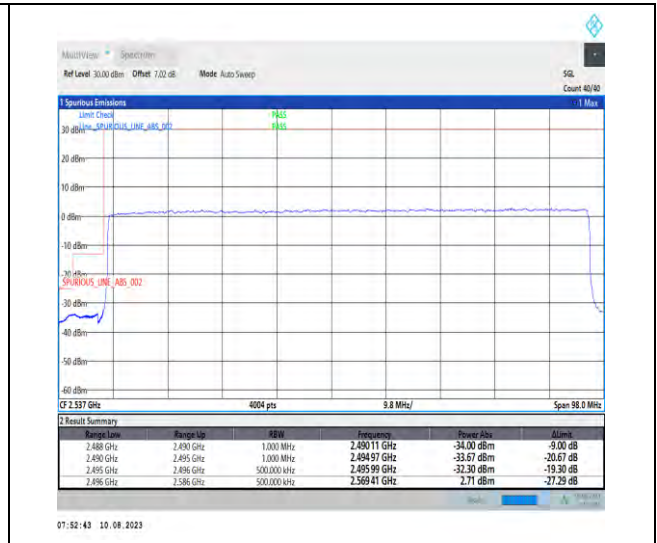 MultiView Spectrum
Ref Level 30.00 dBm Offset 7.02 dB Mode Auto Sweep SGL
Count 40/40
1 Spurious Emissions 1 Max
Limit Check PASS
Line _SPURIOUS_LINE_ABS_002 PASS
30 dBm
20 dBm
10 dBm
0 dBm
-10 dBm
-20 dBm
_SPURIOUS_LINE_ABS_002
-30 dBm
-40 dBm
-50 dBm
-60 dBm
CF 2.537 GHz 4004 pts 9.8 MHz/ Span 98.0 MHz
2 Result Summary
Range Low Range Up RBW Frequency Power Abs ΔLimit
2.488 GHz 2.490 GHz 1.000 MHz 2.490 11 GHz -34.00 dBm -9.00 dB
2.490 GHz 2.495 GHz 1.000 MHz 2.494 97 GHz -33.67 dBm -20.67 dB
2.495 GHz 2.496 GHz 500.000 kHz 2.495 99 GHz -32.30 dBm -19.30 dB
2.496 GHz 2.586 GHz 500.000 kHz 2.569 41 GHz 2.71 dBm -27.29 dB
07:52:43 10.08.2023